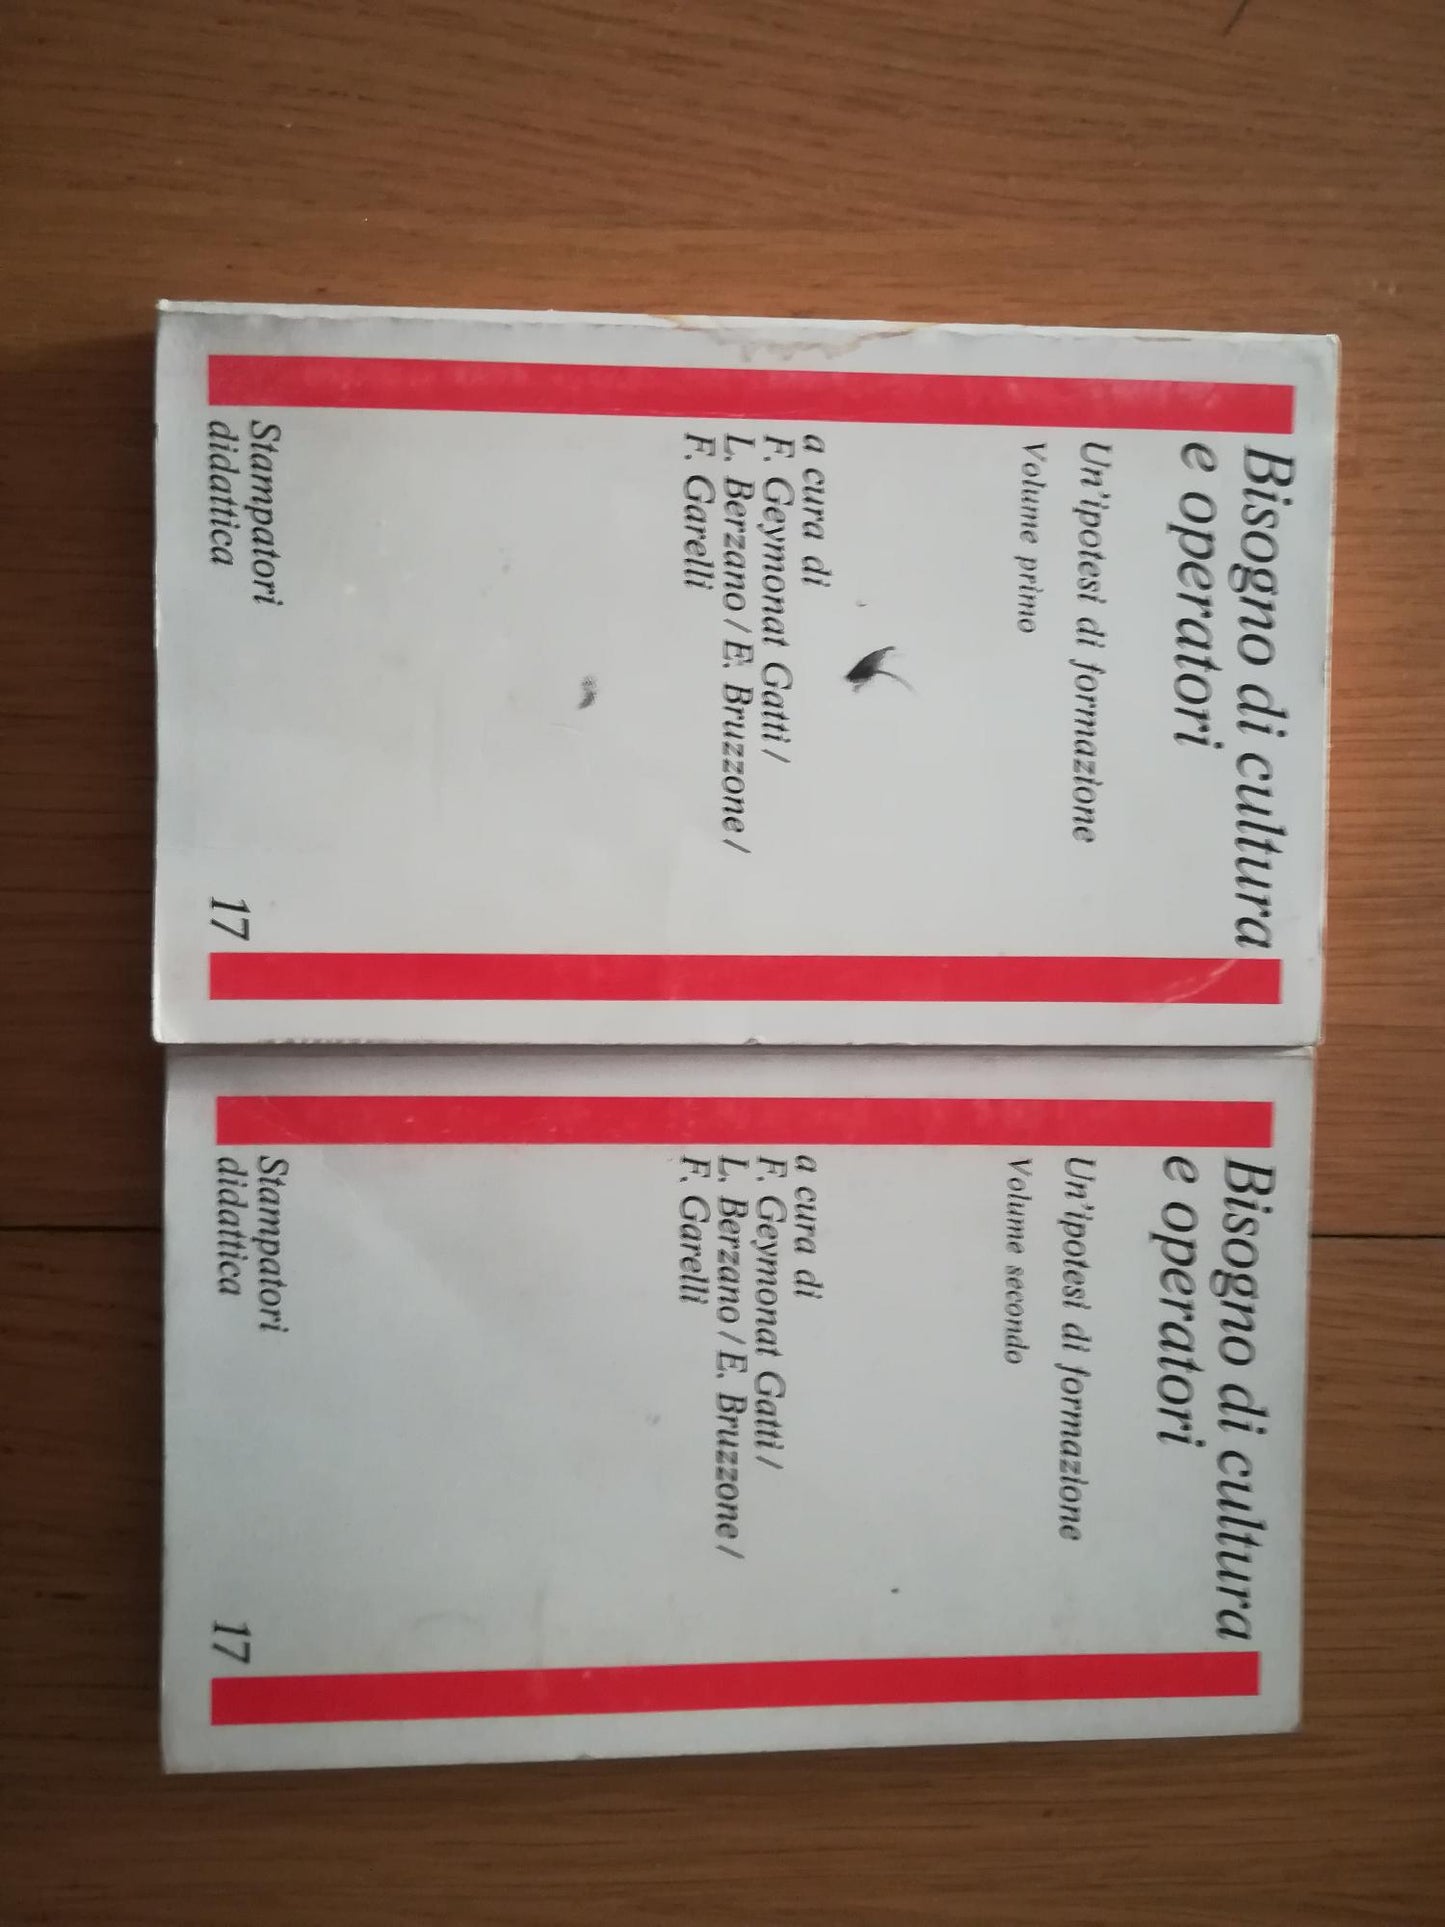 Bisogno di cultura
e operatori
Un'ipotesi di formazione
Volume primo
a cura di
F. Geymonat Gatti /
L. Berzano / E. Bruzzone /
F. Garelli
Stampatori
didattica
17
Bisogno di cultura
e operatori
Un'ipotesi di formazione
Volume secondo
a cura di
F. Geymonat Gatti /
L. Berzano / E. Bruzzone /
F. Garelli
Stampatori
didattica
17